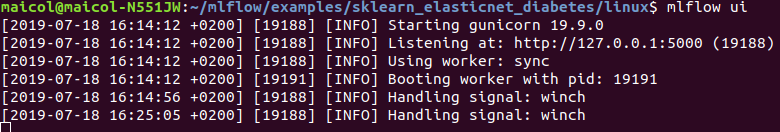 maicol@maicol-N551JW:~/mlflow/examples/sklearn_elasticnet_diabetes/linux$ mlflow ui
[2019-07-18 16:14:12 +0200] [19188] [INFO] Starting gunicorn 19.9.0
[2019-07-18 16:14:12 +0200] [19188] [INFO] Listening at: http://127.0.0.1:5000 (19188)
[2019-07-18 16:14:12 +0200] [19188] [INFO] Using worker: sync
[2019-07-18 16:14:12 +0200] [19191] [INFO] Booting worker with pid: 19191
[2019-07-18 16:14:56 +0200] [19188] [INFO] Handling signal: winch
[2019-07-18 16:25:05 +0200] [19188] [INFO] Handling signal: winch